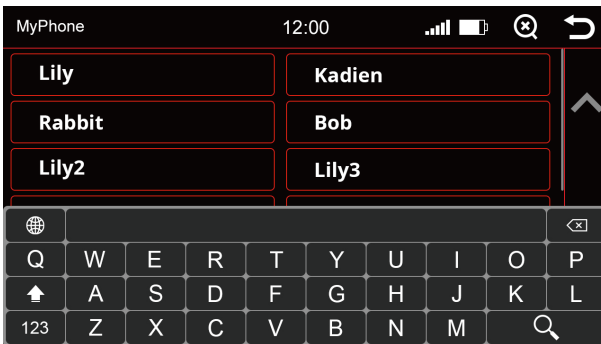 MyPhone 12:00
Lily Kadien
Rabbit Bob
Lily2 Lily3
Q W E R T Y U I O P
A S D F G H J K L
123 Z X C V B N M